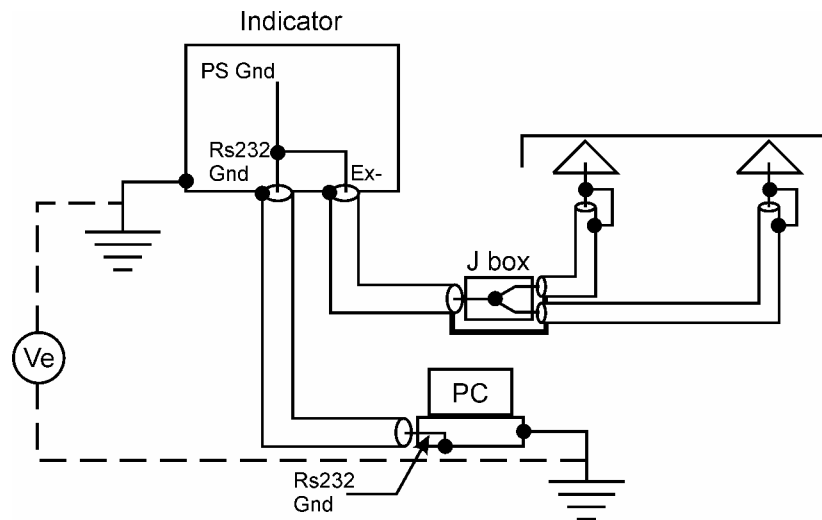 Indicator
PS Gnd
Rs232
Gnd
Ex-
J box
Ve
PC
Rs232
Gnd